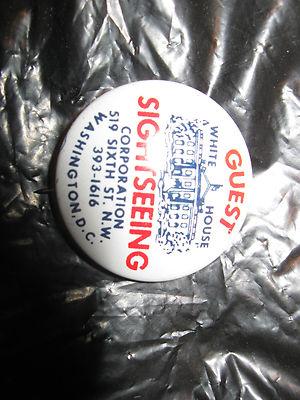 GUEST
WHITE HOUSE
SIGHTSEEING
CORPORATION
519 SIXTH ST. N.W.
393-1616
WASHINGTON, D.C.